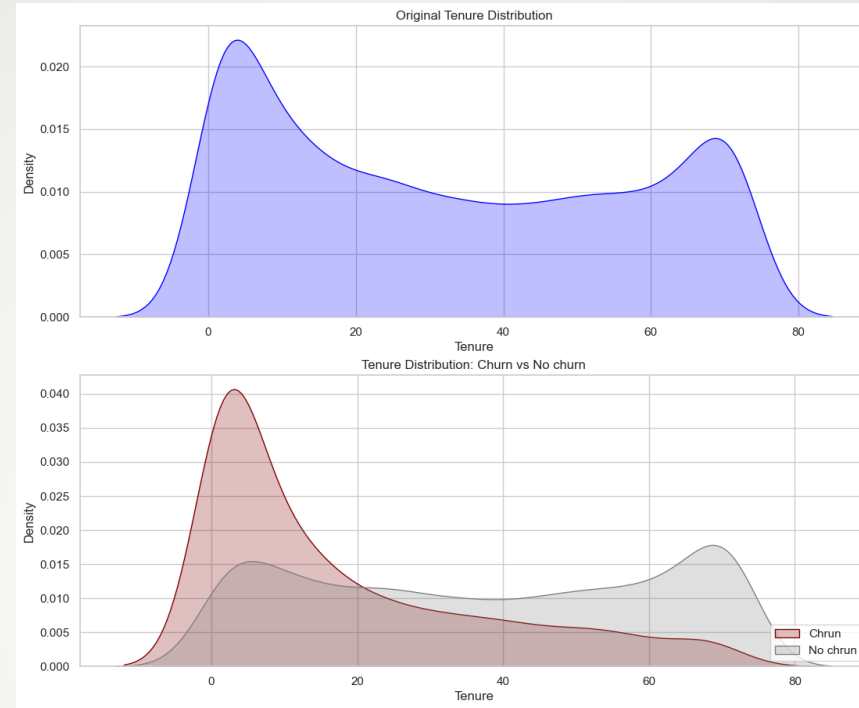 Original Tenure Distribution
0.020
0.015
0.010
0.005
0.000
Density
0 20 40 60 80
Tenure
Tenure Distribution: Churn vs No churn
0.040
0.035
0.030
0.025
0.020
0.015
0.010
0.005
0.000
Density
Chrun
No chrun
0 20 40 60 80
Tenure